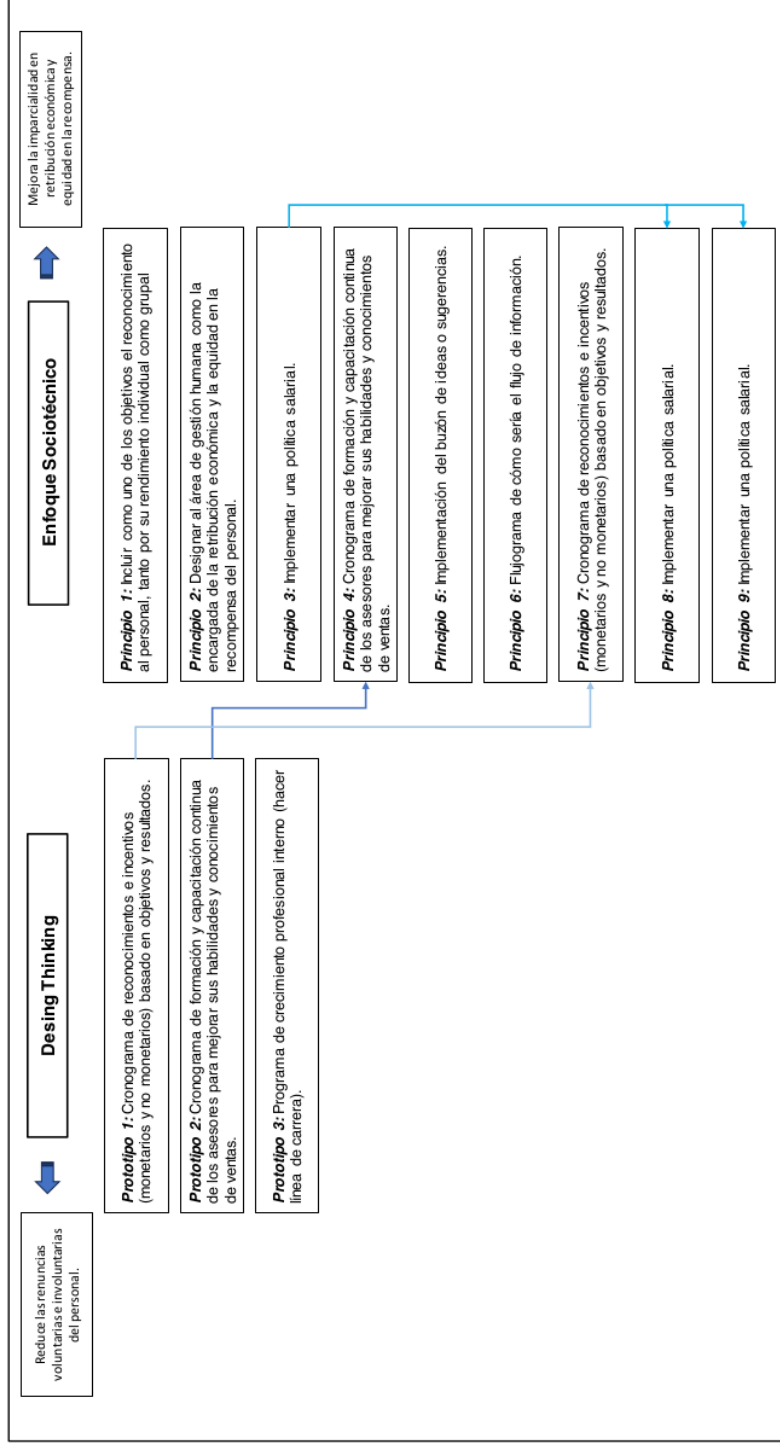 Reduce las renuncias
voluntarias e involuntarias
del personal.
Desing Thinking
Prototipo 1: Cronograma de reconocimientos e incentivos
(monetarios y no monetarios) basado en objetivos y resultados.
Prototipo 2: Cronograma de formación y capacitación continua
de los asesores para mejorar sus habilidades y conocimientos
de ventas.
Prototipo 3: Programa de crecimiento profesional interno (hacer
línea de carrera).
Enfoque Sociotécnico
Mejora la imparcialidad en
retribución económica y
equidad en la recompensa.
Principio 1: Incluir como uno de los objetivos el reconocimiento
al personal, tanto por su rendimiento individual como grupal
Principio 2: Designar al área de gestión humana como la
encargada de la retribución económica y la equidad en la
recompensa del personal.
Principio 3: Implementar una política salarial.
Principio 4: Cronograma de formación y capacitación continua
de los asesores para mejorar sus habilidades y conocimientos
de ventas.
Principio 5: Implementación del buzón de ideas o sugerencias.
Principio 6: Flujograma de cómo sería el flujo de información.
Principio 7: Cronograma de reconocimientos e incentivos
(monetarios y no monetarios) basado en objetivos y resultados.
Principio 8: Implementar una política salarial.
Principio 9: Implementar una política salarial.